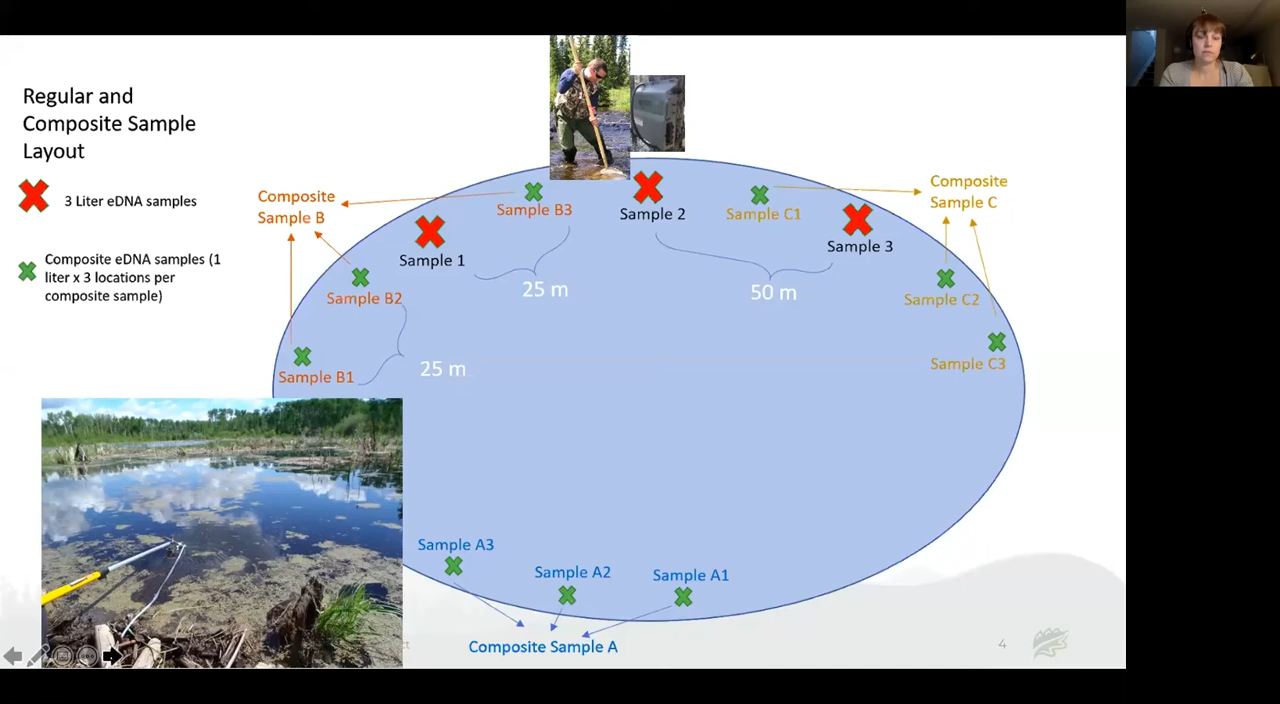 Regular and
Composite Sample
Layout
3 Liter eDNA samples
Composite eDNA samples (1
liter x 3 locations per
composite sample)
Composite
Sample B
Sample B3
Sample 2
Sample C1
Composite
Sample C
Sample 1
Sample 3
Sample B2
25 m
50 m
Sample C2
Sample B1
25 m
Sample C3
Sample A3
Sample A2
Sample A1
Composite Sample A
4